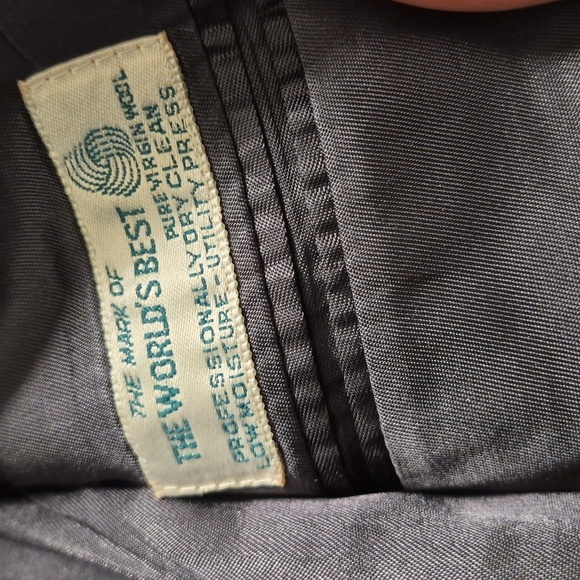 THE MARK OF
THE WORLD'S BEST
PURE VIRGIN WOOL
PROFESSIONALLY DRY CLEAN
LOW MOISTURE - UTILITY PRESS